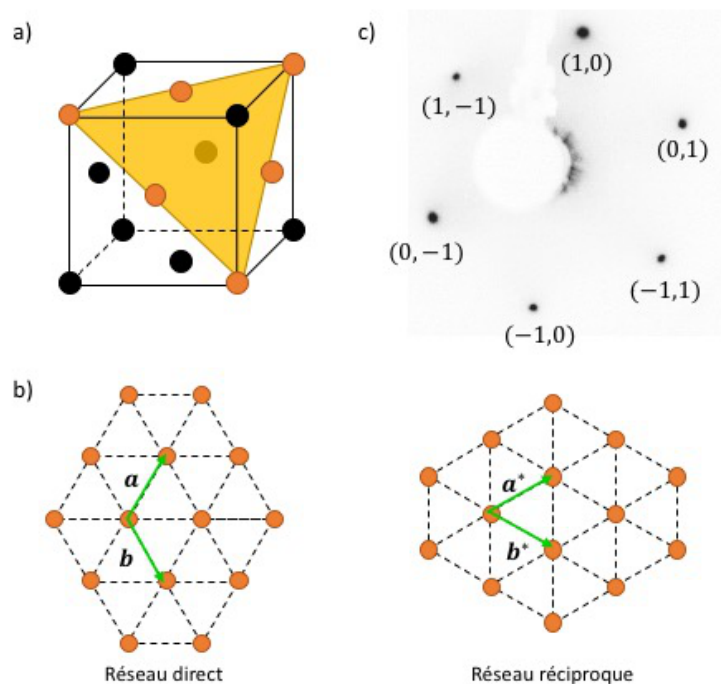 a)
c)
(1,0)
(1, −1)
(0,1)
(0, −1)
(−1,1)
(−1,0)
b)
a
b
a*
b*
Réseau direct
Réseau réciproque